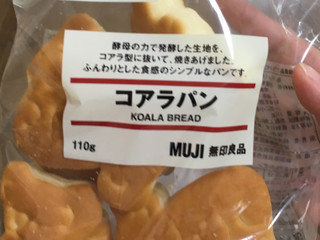 酵母の力で発酵した生地を、
コアラ型に抜いて、焼きあげました。
ふんわりとした食感のシンプルなパンです。
コアラパン
KOALA BREAD
110g
MUJI 無印良品